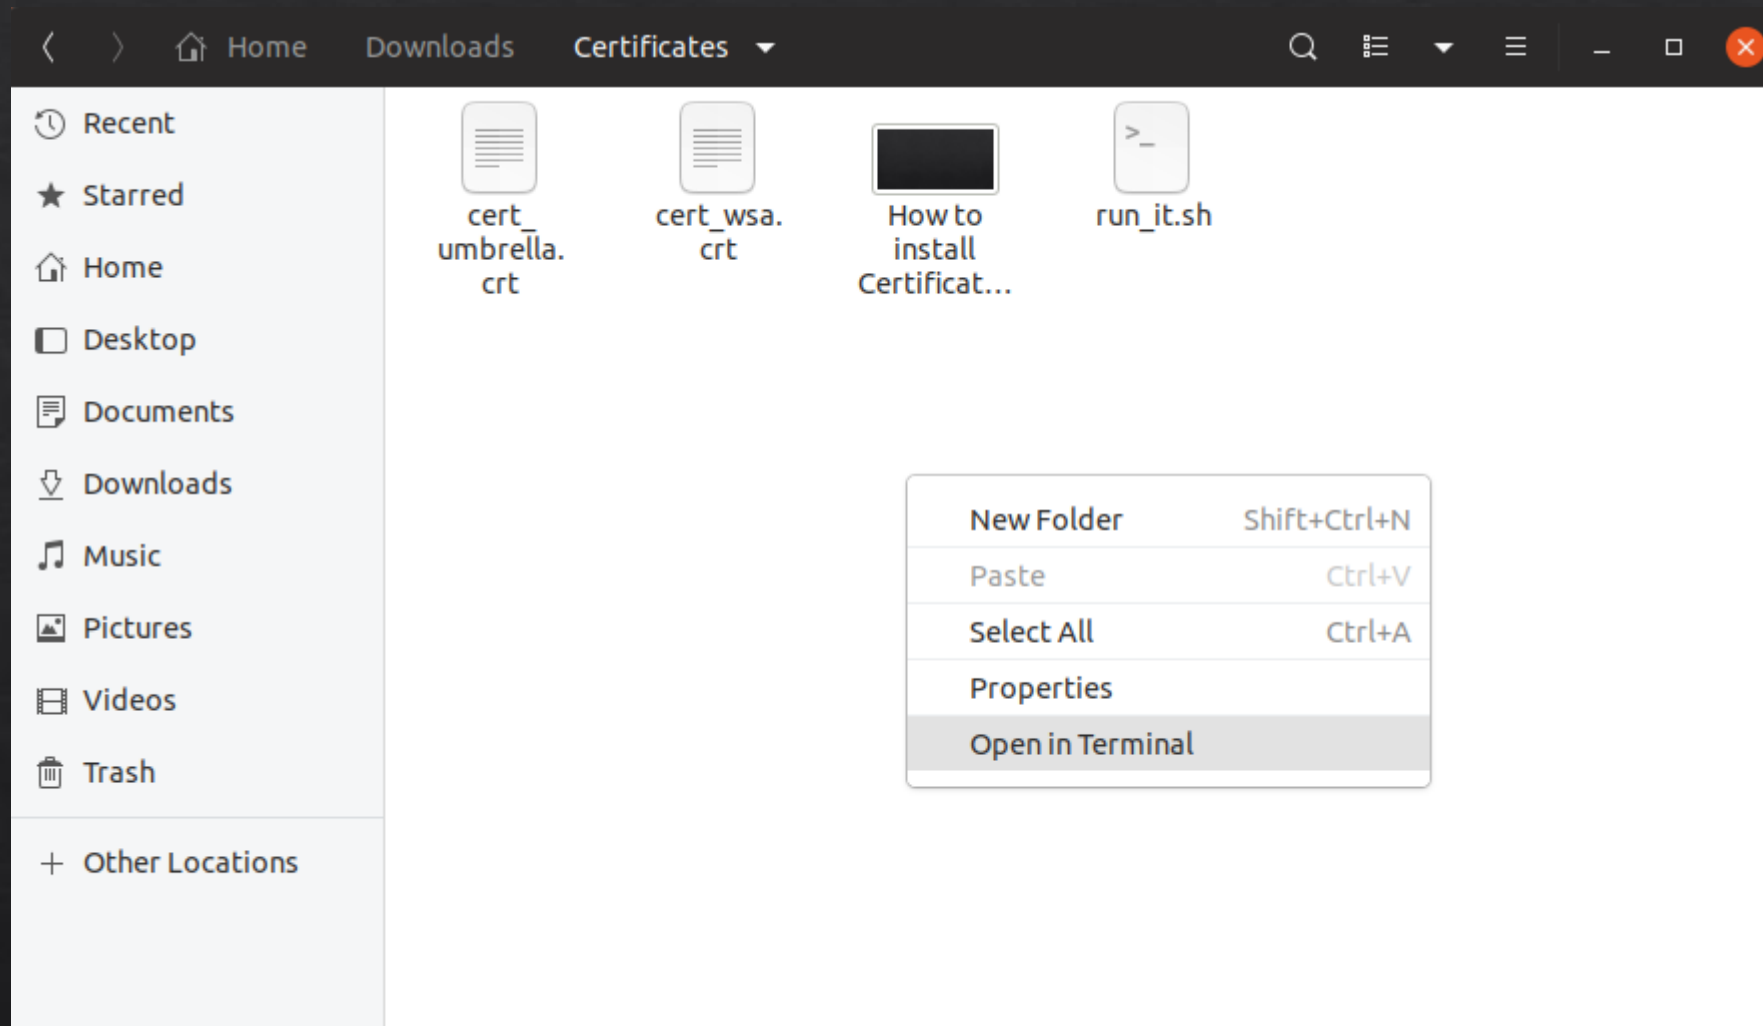 Home Downloads Certificates
Recent
Starred
Home
Desktop
Documents
Downloads
Music
Pictures
Videos
Trash
Other Locations
cert_
umbrella.
crt
cert_wsa.
crt
How to
install
Certificat...
>_
run_it.sh
New Folder Shift+Ctrl+N
Paste Ctrl+V
Select All Ctrl+A
Properties
Open in Terminal